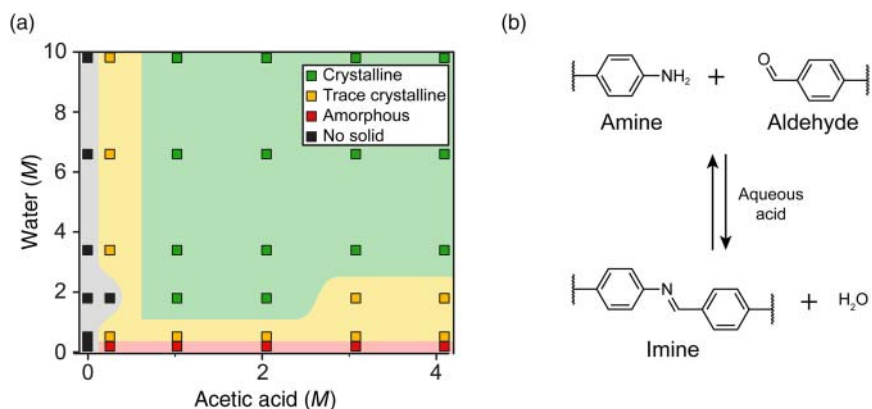 (a)
10
8
6
4
2
0
Water (M)
0
2
4
Acetic acid (M)
Crystalline
Trace crystalline
Amorphous
No solid
(b)
NH₂
+
O
Amine
Aldehyde
Aqueous
acid
N
+
H₂O
Imine